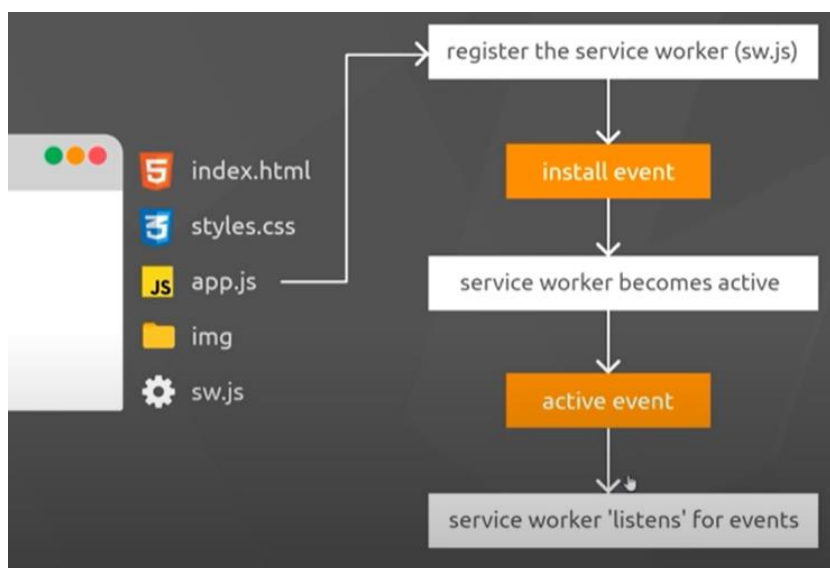 index.html
styles.css
JS app.js
img
sw.js
register the service worker (sw.js)
install event
service worker becomes active
active event
service worker 'listens' for events